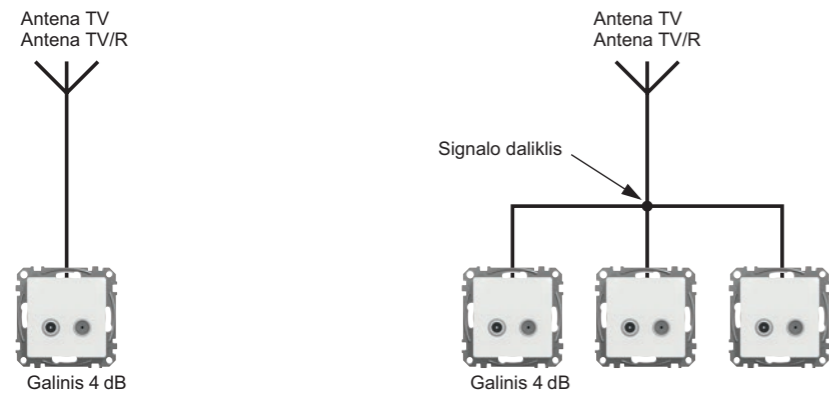 Antena TV
Antena TV/R
Galinis 4 dB
Antena TV
Antena TV/R
Signalo daliklis
Galinis 4 dB